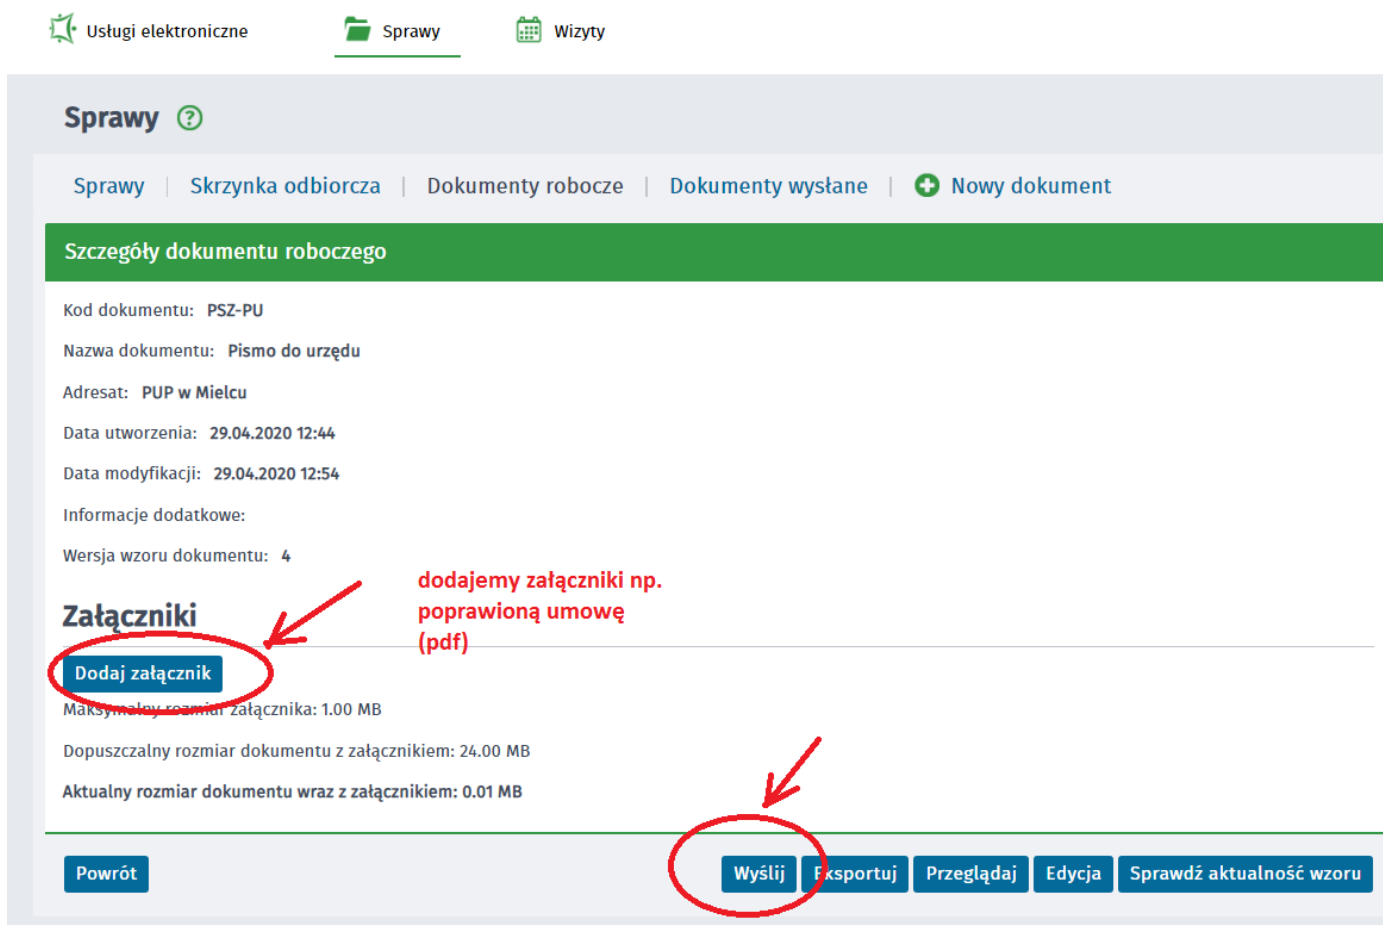 Usługi elektroniczne
Sprawy
Wizyty
Sprawy ?
Sprawy | Skrzynka odbiorcza | Dokumenty robocze | Dokumenty wysłane | Nowy dokument
Szczegóły dokumentu roboczego
Kod dokumentu: PSZ-PU
Nazwa dokumentu: Pismo do urzędu
Adresat: PUP w Mielcu
Data utworzenia: 29.04.2020 12:44
Data modyfikacji: 29.04.2020 12:54
Informacje dodatkowe:
Wersja wzoru dokumentu: 4
dodajemy załączniki np.
poprawioną umowę
(pdf)
Załączniki
Dodaj załącznik
Maksymalny rozmiar załącznika: 1.00 MB
Dopuszczalny rozmiar dokumentu z załącznikiem: 24.00 MB
Aktualny rozmiar dokumentu wraz z załącznikiem: 0.01 MB
Powrót
Wyślij
Eksportuj
Przeglądaj
Edycja
Sprawdź aktualność wzoru